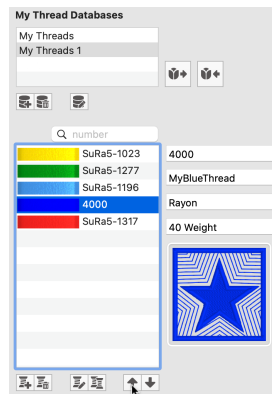 My Thread Databases
My Threads
My Threads 1
number
SuRa5-1023
SuRa5-1277
SuRa5-1196
4000
SuRa5-1317
4000
MyBlueThread
Rayon
40 Weight